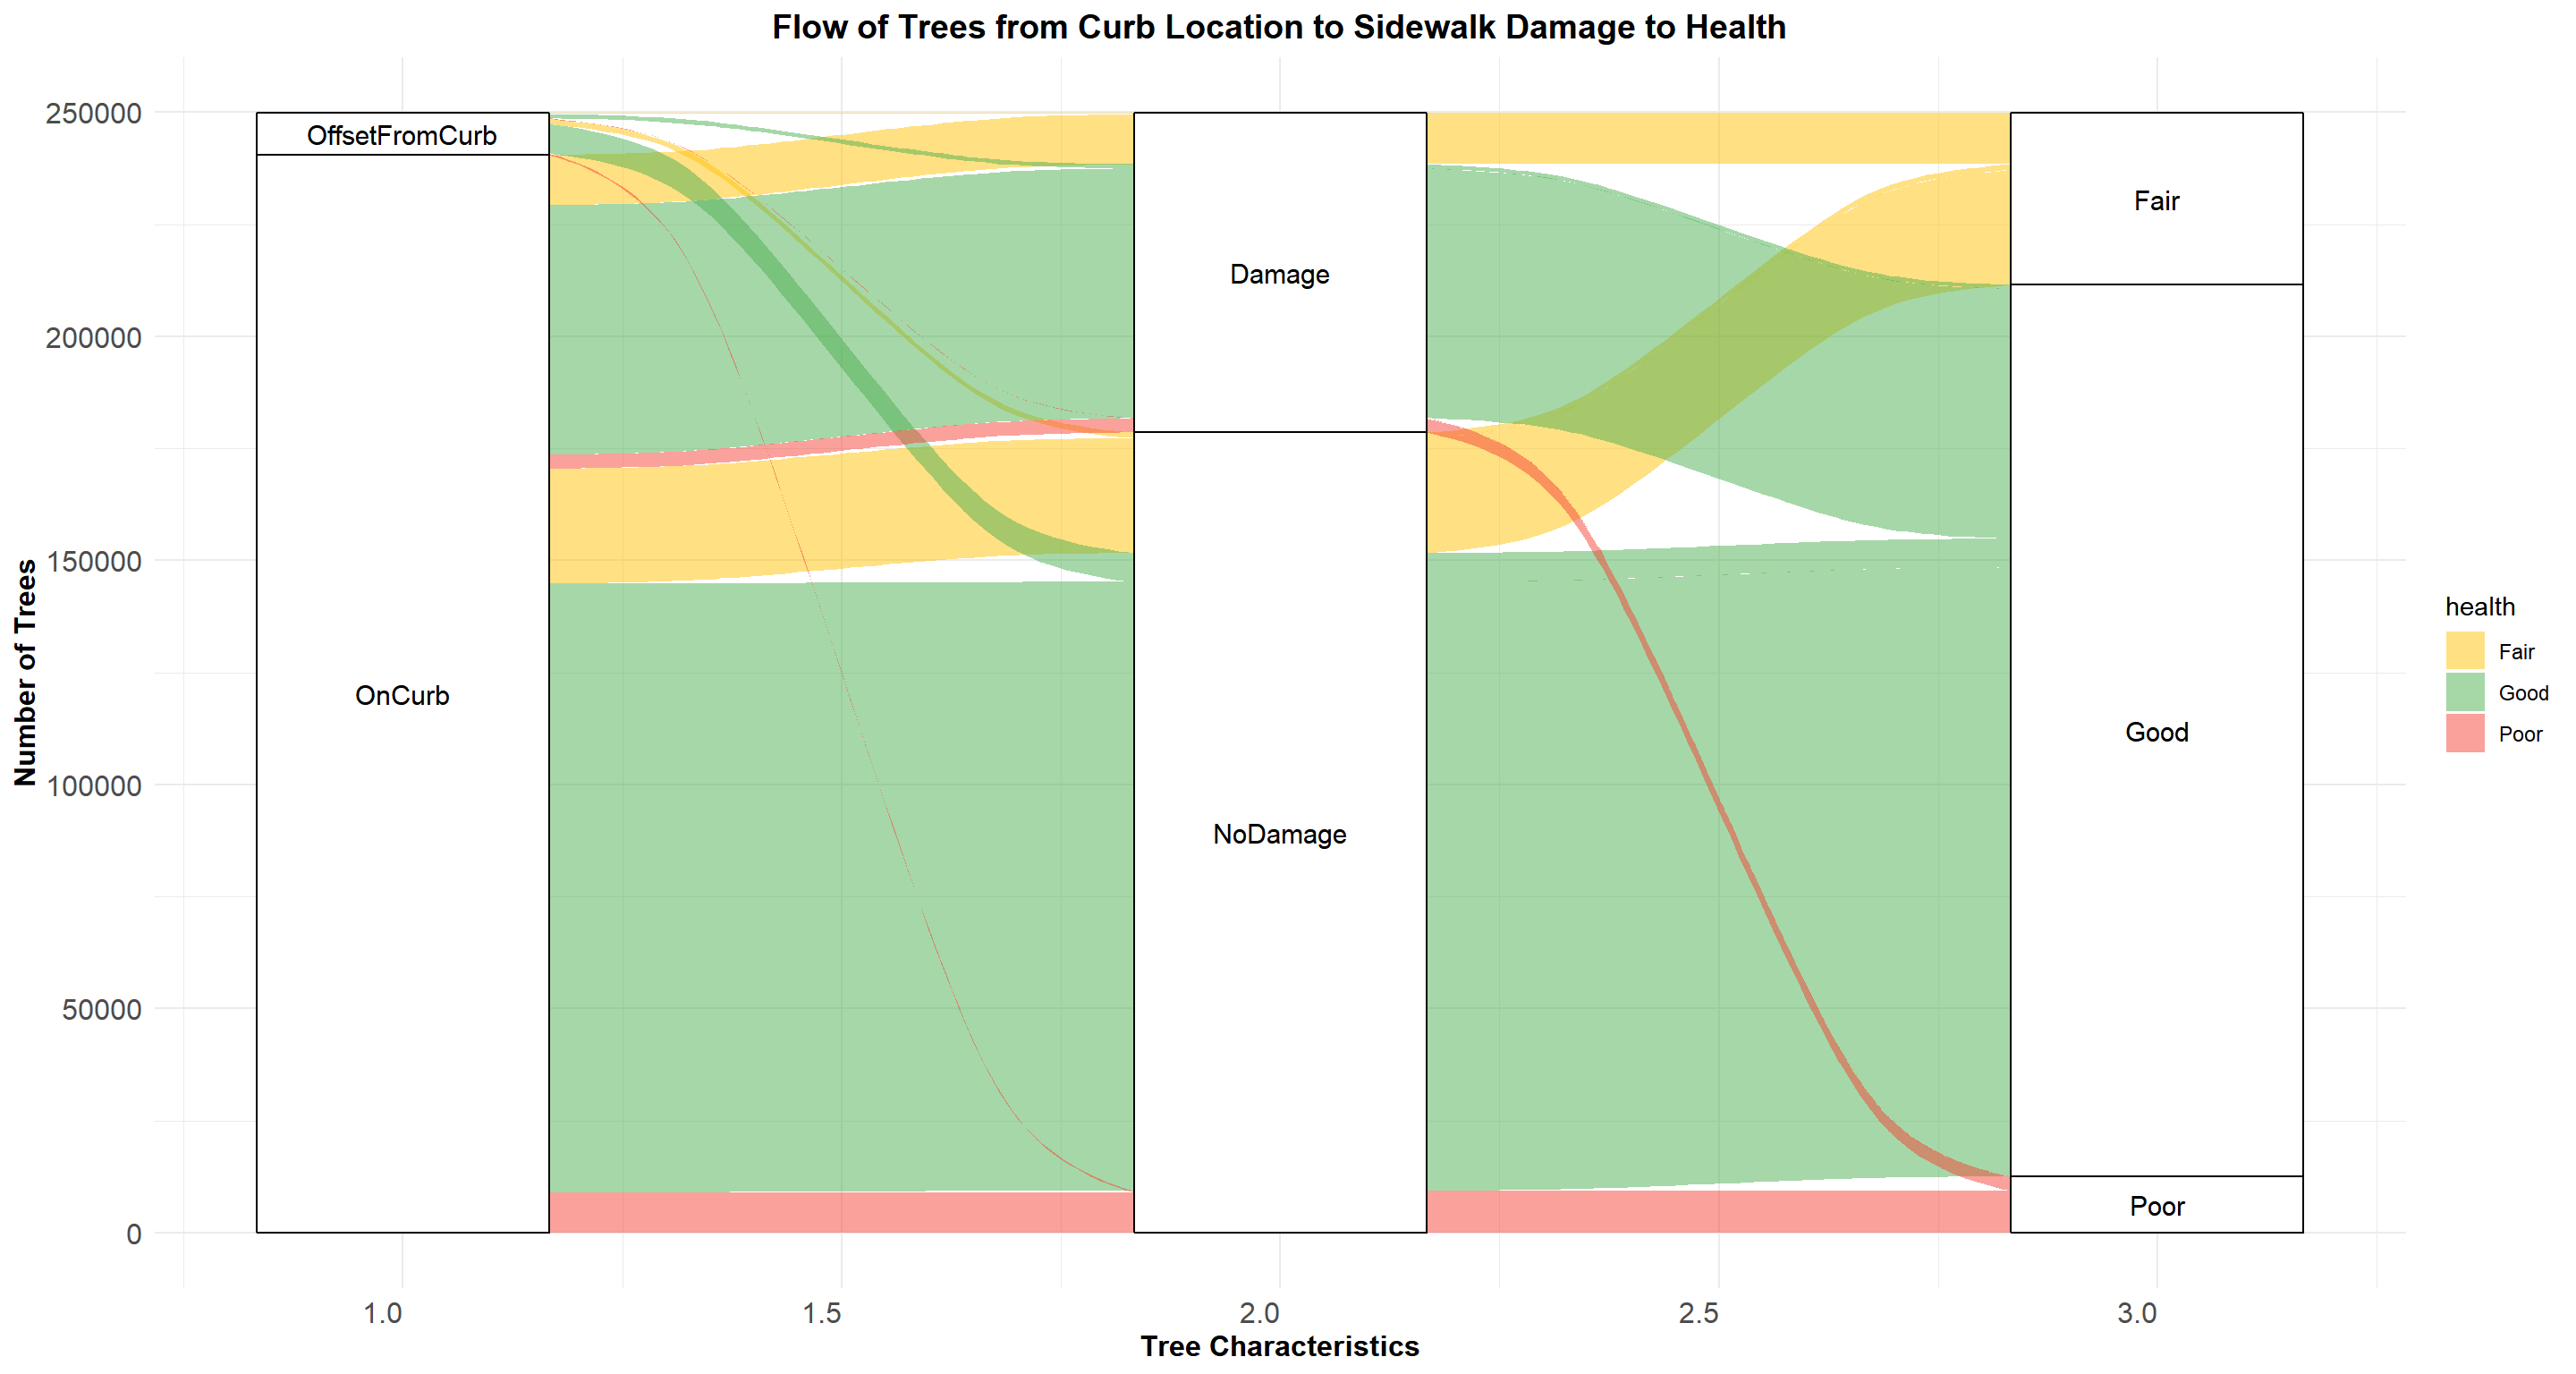 Flow of Trees from Curb Location to Sidewalk Damage to Health
Number of Trees
250000
200000
150000
100000
50000
0
OffsetFromCurb
OnCurb
Damage
NoDamage
Fair
Good
Poor
health
Fair
Good
Poor
1.0 1.5 2.0 2.5 3.0
Tree Characteristics